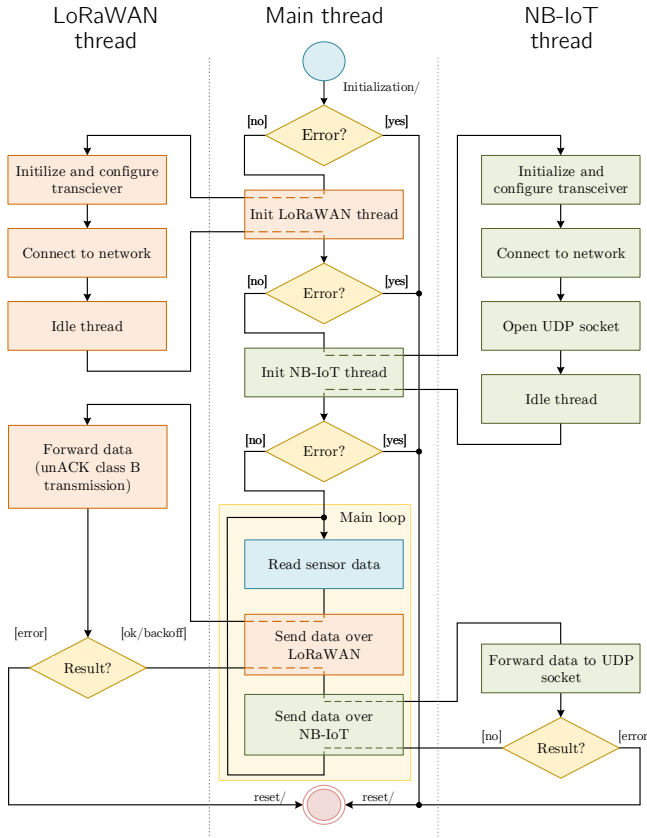 LoRaWAN
thread
Main thread
NB-IoT
thread
Initialization/
[no]
Error?
[yes]
Initilize and configure
transciever
Init LoRaWAN thread
Initialize and
configure transceiver
Connect to network
Connect to network
[no]
Error?
[yes]
Idle thread
Open UDP socket
Init NB-IoT thread
Idle thread
[no]
Error?
[yes]
Forward data
(unACK class B
transmission)
Main loop
Read sensor data
[error]
[ok/backoff]
Result?
Send data over
LoRaWAN
Forward data to UDP
socket
Send data over
NB-IoT
[no]
Result?
[error
reset/
reset/